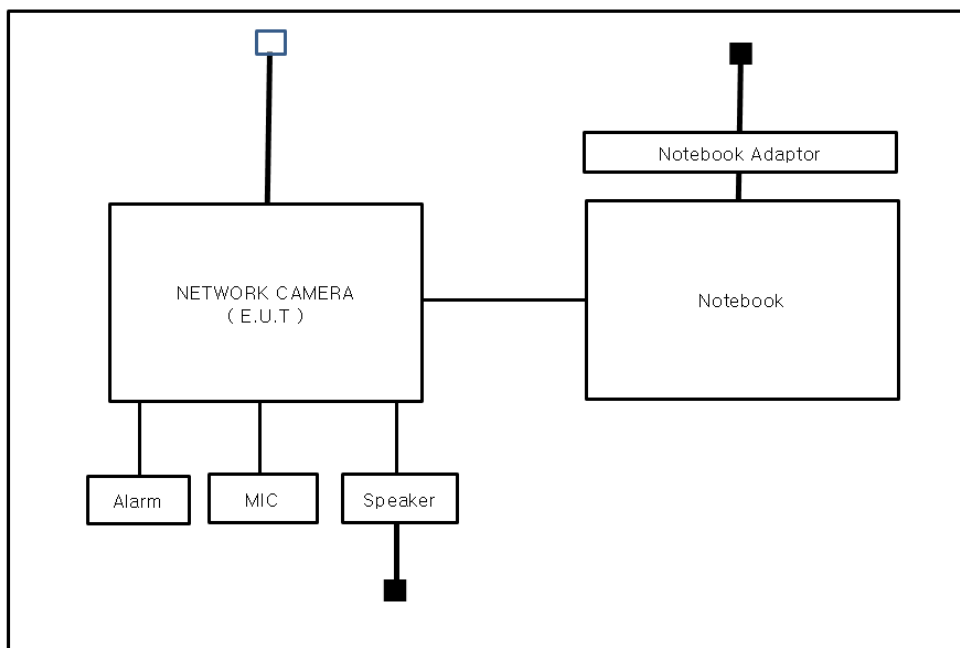 Notebook Adaptor
NETWORK CAMERA
( E.U.T )
Notebook
Alarm
MIC
Speaker